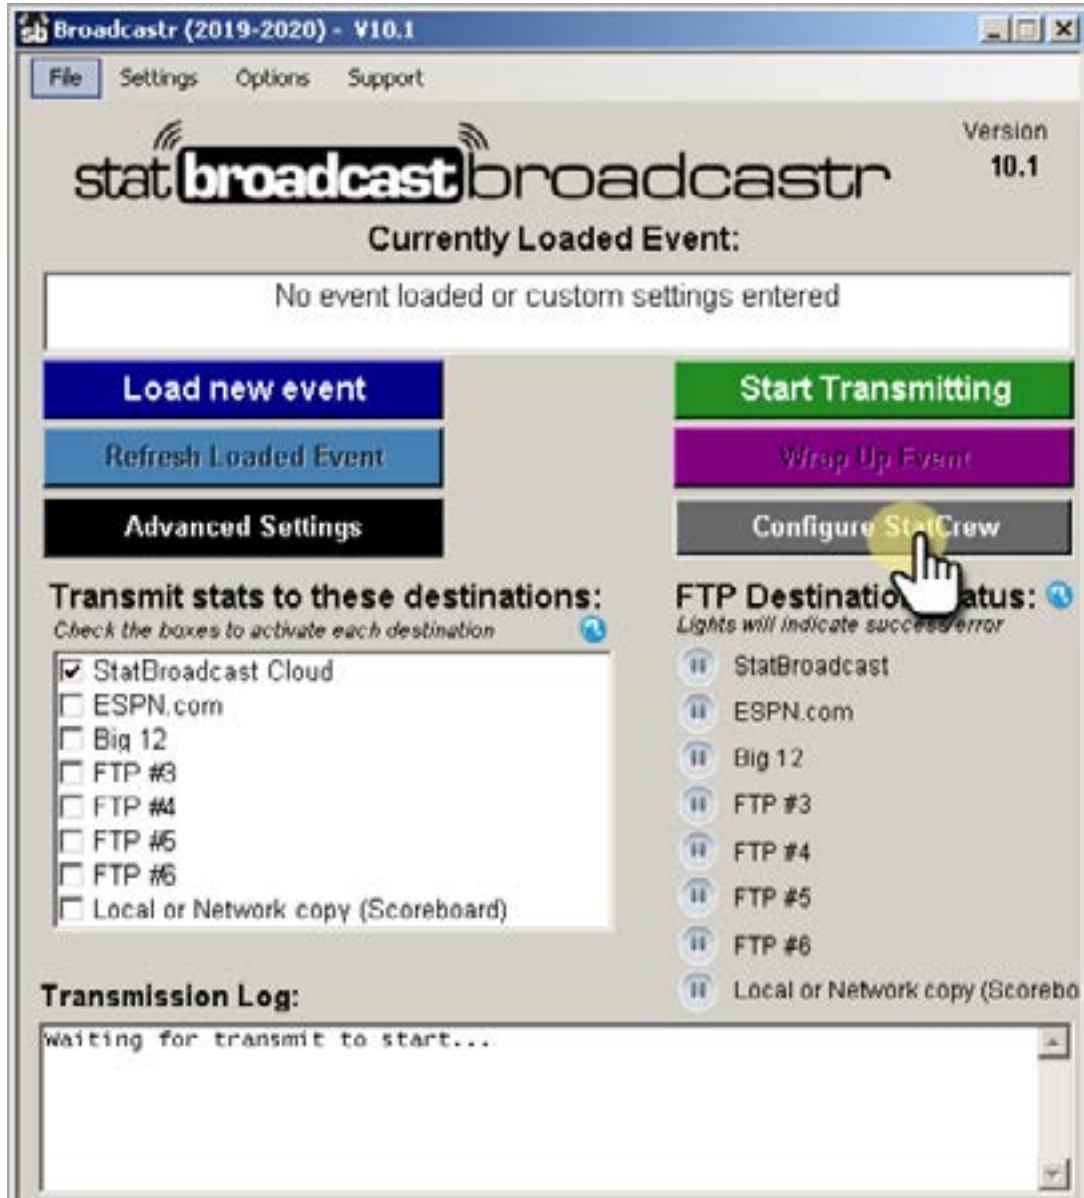 sb Broadcastr (2019-2020) - V10.1
File Settings Options Support
Version
10.1
stat broadcast broadcastr
Currently Loaded Event:
No event loaded or custom settings entered
Load new event
Start Transmitting
Refresh Loaded Event
Wrap Up Event
Advanced Settings
Configure StatCrew
Transmit stats to these destinations:
Check the boxes to activate each destination
StatBroadcast Cloud
ESPN.com
Big 12
FTP #3
FTP #4
FTP #5
FTP #6
Local or Network copy (Scoreboard)
FTP Destinatio atus:
Lights will indicate success/error
StatBroadcast
ESPN.com
Big 12
FTP #3
FTP #4
FTP #5
FTP #6
Local or Network copy (Scorebo
Transmission Log:
Waiting for transmit to start...